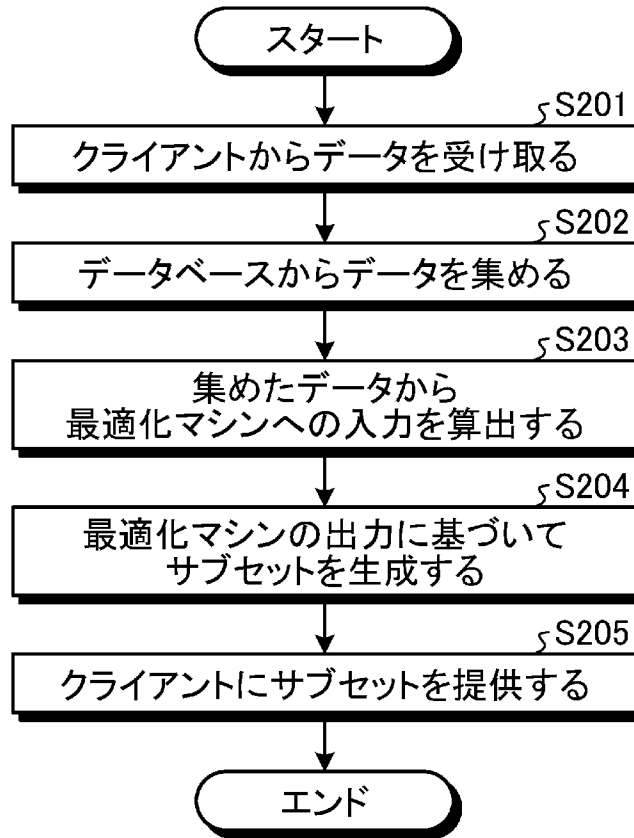 スタート
S201
クライアントからデータを受け取る
S202
データベースからデータを集める
S203
集めたデータから
最適化マシンへの入力を算出する
S204
最適化マシンの出力に基づいて
サブセットを生成する
S205
クライアントにサブセットを提供する
エンド